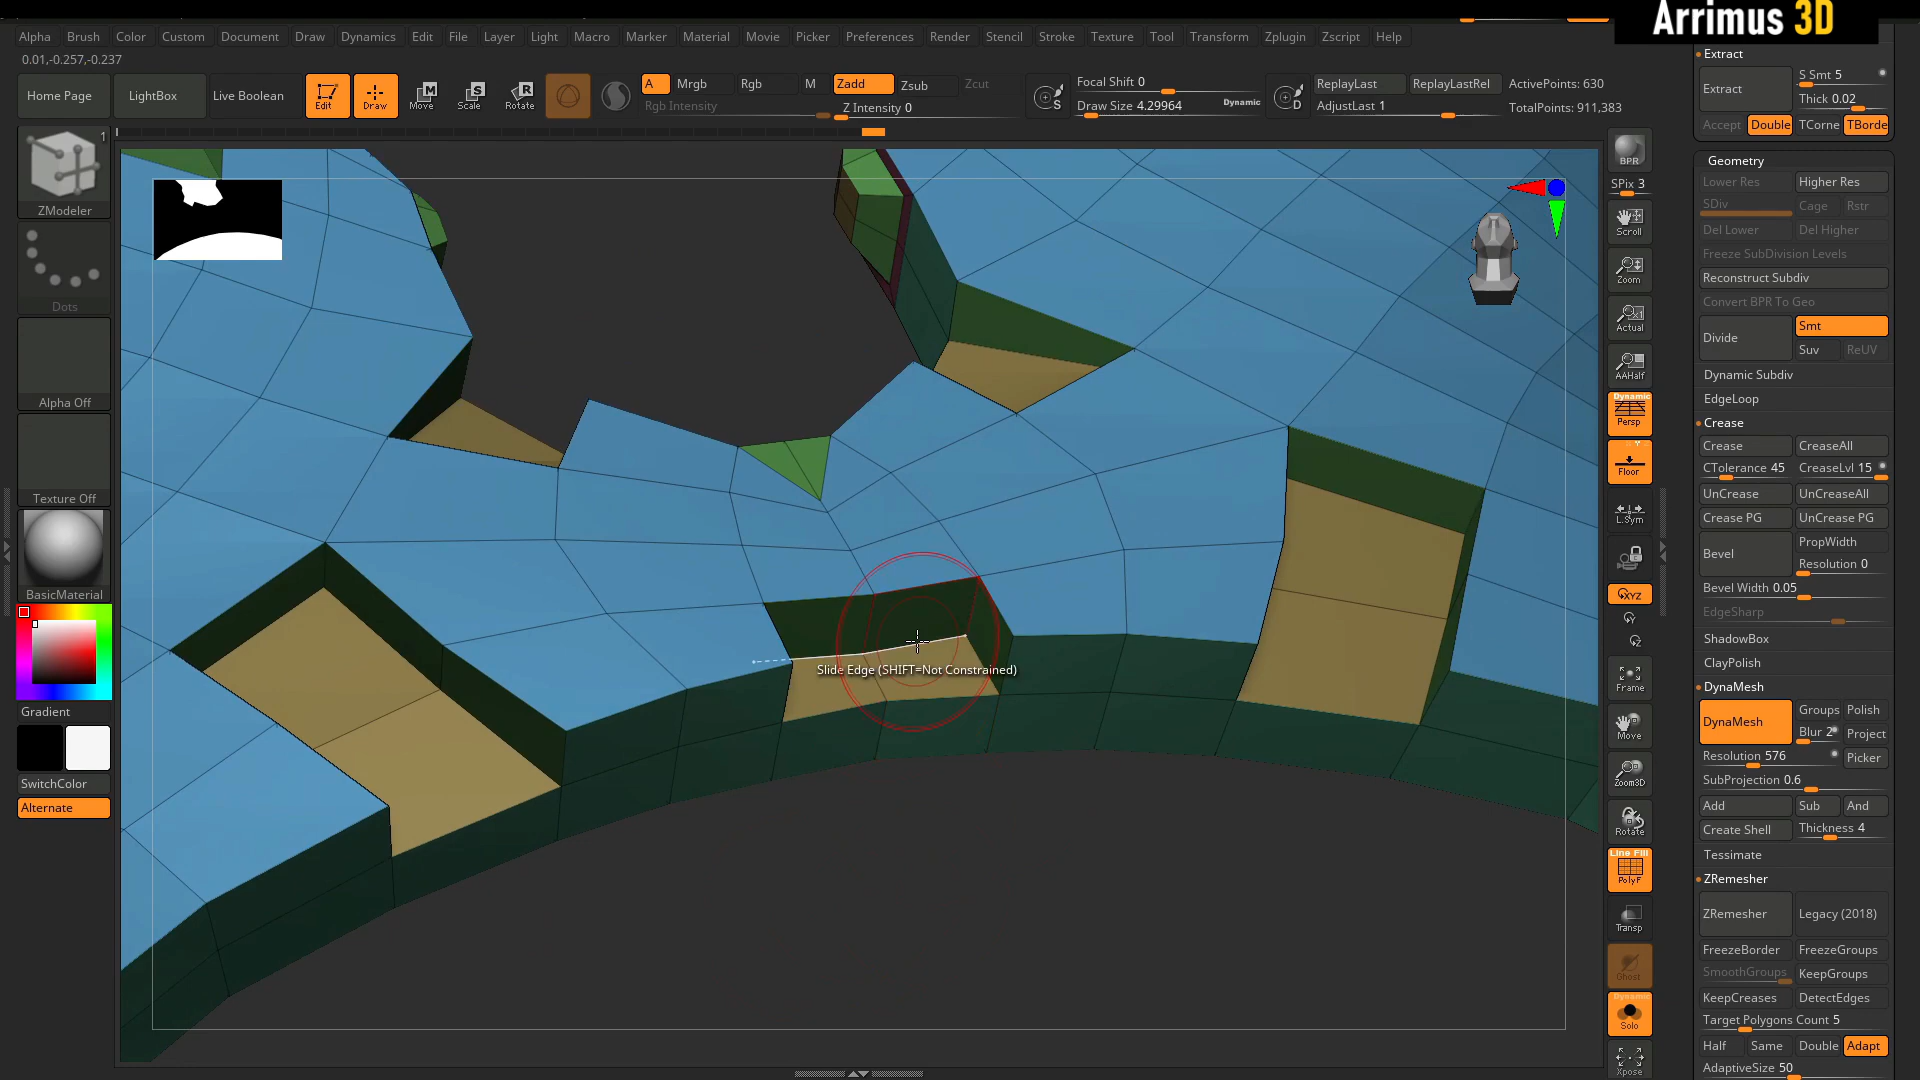 Arrimus 3D
Alpha Brush Color Custom Document Draw Dynamics Edit File Layer Light Macro Marker Material Movie Picker Preferences Render Stencil Stroke Texture Tool Transform Zplugin Zscript Help
0.01,-0.257,-0.237
Home Page LightBox Live Boolean Edit Draw Move Scale Rotate
A Mrgb Rgb M Zadd Zsub Zcut
Rgb Intensity Z Intensity 0
S Focal Shift 0
Draw Size 4.29964 Dynamic
D ReplayLast ReplayLastRel ActivePoints: 630
AdjustLast 1 TotalPoints: 911,383
1
ZModeler
Dots
Alpha Off
Texture Off
BasicMaterial
Gradient
SwitchColor
Alternate
Slide Edge (SHIFT=Not Constrained)
BPR
SPix 3
Scroll
Zoom
Actual
AAHalf
Dynamic
Persp
Floor
L.Sym
XYZ
Y
Z
Frame
Move
Zoom3D
Rotate
Line Fill
PolyF
Transp
Ghost
Dynamic
Solo
Xpose
Extract
Extract S Smt 5
Thick 0.02
Accept Double TCorne TBorde
Geometry
Lower Res Higher Res
SDiv Cage Rstr
Del Lower Del Higher
Freeze SubDivision Levels
Reconstruct Subdiv
Convert BPR To Geo
Divide Smt
Suv ReUV
Dynamic Subdiv
EdgeLoop
Crease
Crease CreaseAll
CTolerance 45 CreaseLvl 15
UnCrease UnCreaseAll
Crease PG UnCrease PG
Bevel PropWidth
Resolution 0
Bevel Width 0.05
EdgeSharp
ShadowBox
ClayPolish
DynaMesh
DynaMesh Groups Polish
Blur 2 Project
Resolution 576 Picker
SubProjection 0.6
Add Sub And
Create Shell Thickness 4
Tessimate
ZRemesher
ZRemesher Legacy (2018)
FreezeBorder FreezeGroups
SmoothGroups KeepGroups
KeepCreases DetectEdges
Target Polygons Count 5
Half Same Double Adapt
AdaptiveSize 50